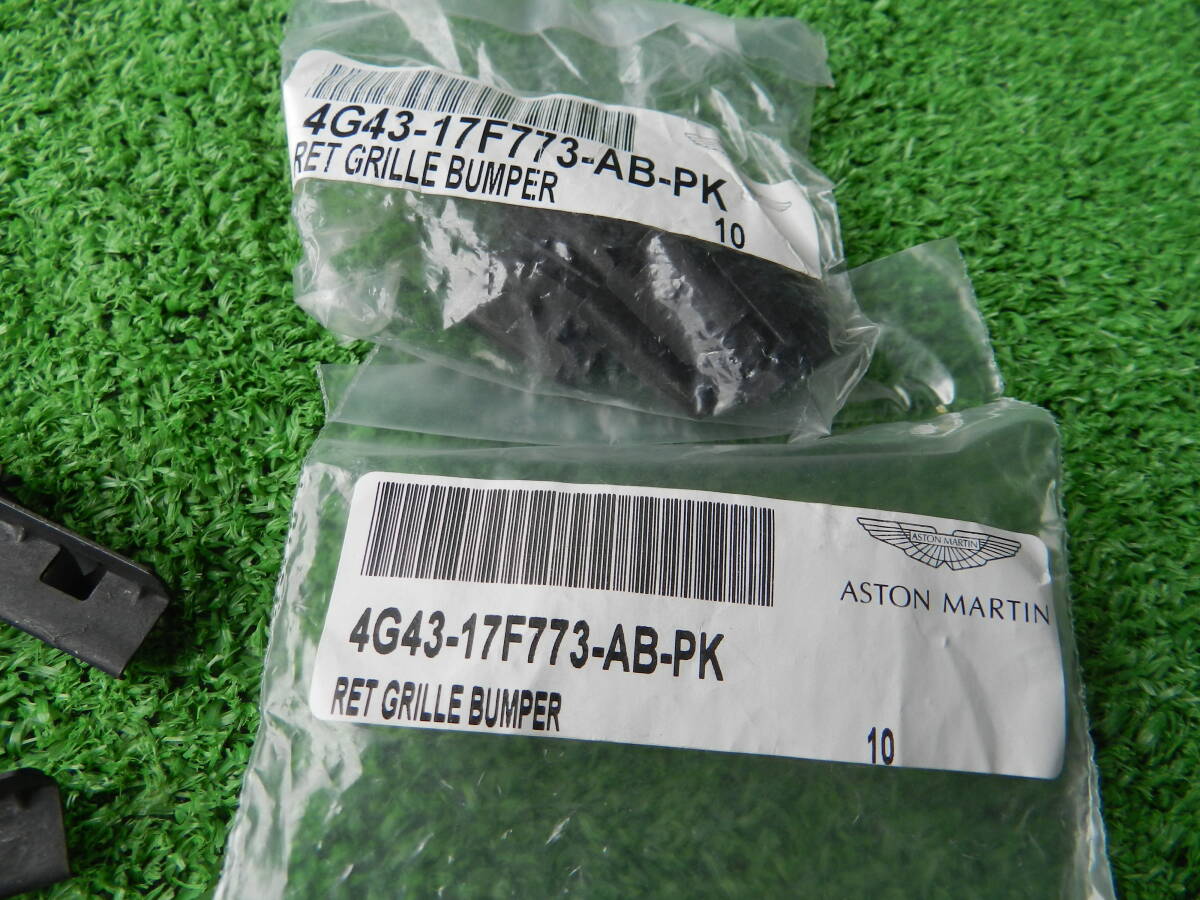 4G43-17F773-AB-PK
RET GRILLE BUMPER
10
ASTON MARTIN
ASTON MARTIN
4G43-17F773-AB-PK
RET GRILLE BUMPER
10